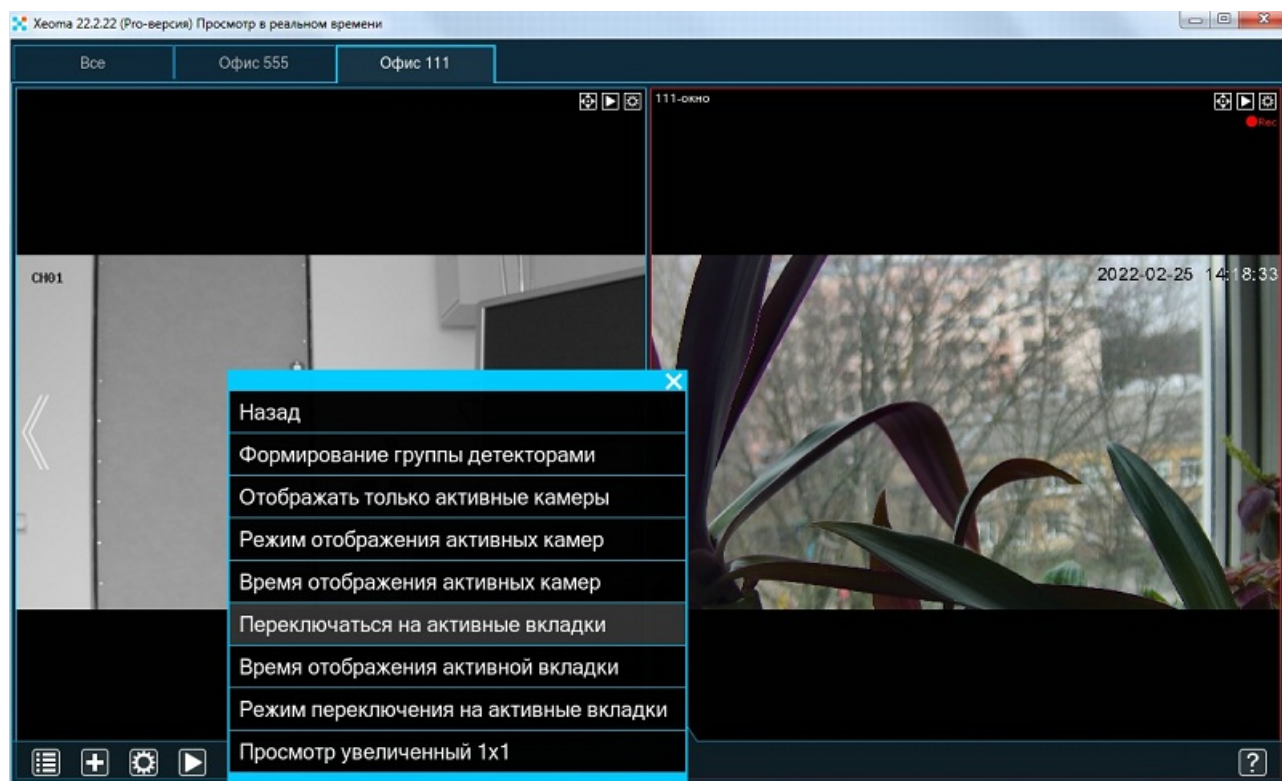 Xeoma 22.2.22 (Pro-версия) Просмотр в реальном времени
Все
Офис 555
Офис 111
111-окно
Rec
CH01
2022-02-25 14:18:33
Назад
Формирование группы детекторами
Отображать только активные камеры
Режим отображения активных камер
Время отображения активных камер
Переключаться на активные вкладки
Время отображения активной вкладки
Режим переключения на активные вкладки
Просмотр увеличенный 1x1
?